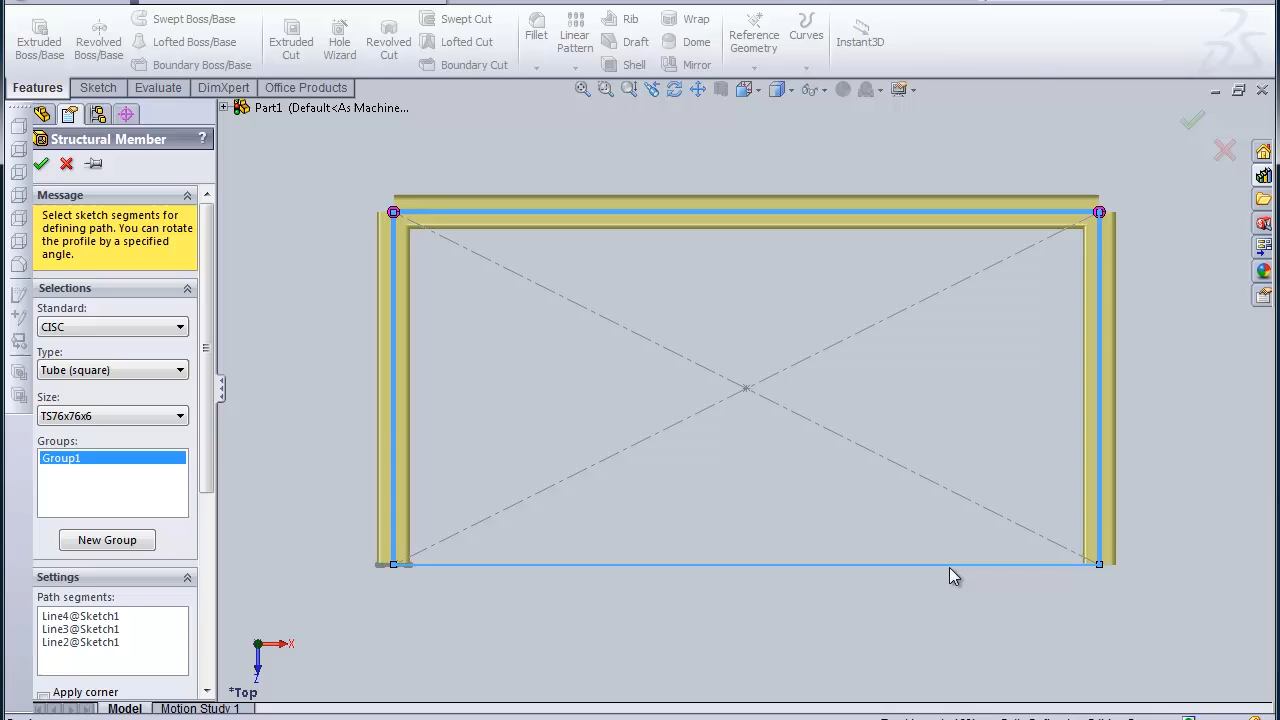 Extruded Boss/Base
Revolved Boss/Base
Swept Boss/Base
Lofted Boss/Base
Boundary Boss/Base
Extruded Cut
Hole Wizard
Revolved Cut
Swept Cut
Lofted Cut
Boundary Cut
Fillet
Linear Pattern
Rib
Draft
Shell
Wrap
Dome
Mirror
Reference Geometry
Curves
Instant3D
Features
Sketch
Evaluate
DimXpert
Office Products
Part1 (Default<As Machine...
Structural Member
?
Message
Select sketch segments for
defining path. You can rotate
the profile by a specified
angle.
Selections
Standard:
CISC
Type:
Tube (square)
Size:
TS76x76x6
Groups:
Group1
New Group
Settings
Path segments:
Line4@Sketch1
Line3@Sketch1
Line2@Sketch1
Apply corner
X
Z
*Top
Model
Motion Study 1